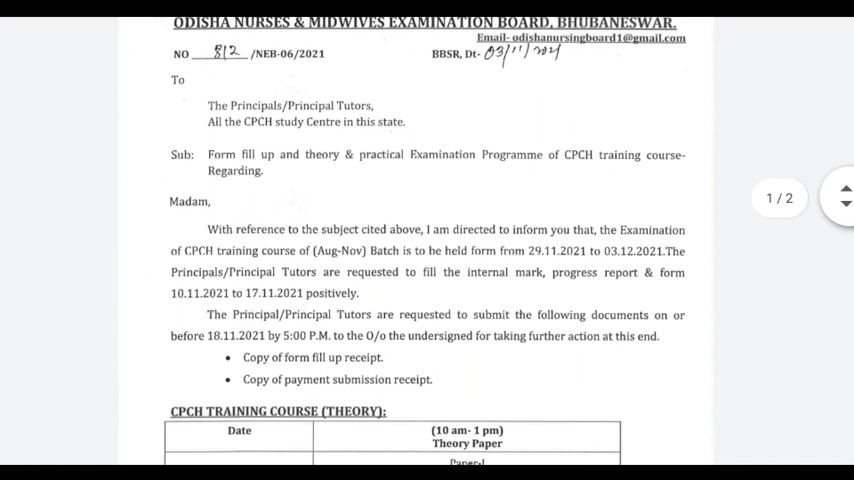 ODISHA NURSES & MIDWIVES EXAMINATION BOARD, BHUBANESWAR.
Email- odishanursingboard1@gmail.com
NO 812 /NEB-06/2021 BBSR, Dt- 03/11/2021
To
The Principals/Principal Tutors,
All the CPCH study Centre in this state.
Sub: Form fill up and theory & practical Examination Programme of CPCH training course-
Regarding.
Madam,
With reference to the subject cited above, I am directed to inform you that, the Examination
of CPCH training course of (Aug-Nov) Batch is to be held form from 29.11.2021 to 03.12.2021.The
Principals/Principal Tutors are requested to fill the internal mark, progress report & form
10.11.2021 to 17.11.2021 positively.
The Principal/Principal Tutors are requested to submit the following documents on or
before 18.11.2021 by 5:00 P.M. to the O/o the undersigned for taking further action at this end.
• Copy of form fill up receipt.
• Copy of payment submission receipt.
CPCH TRAINING COURSE (THEORY):
Date (10 am- 1 pm)
Theory Paper
Paper-I
1 / 2